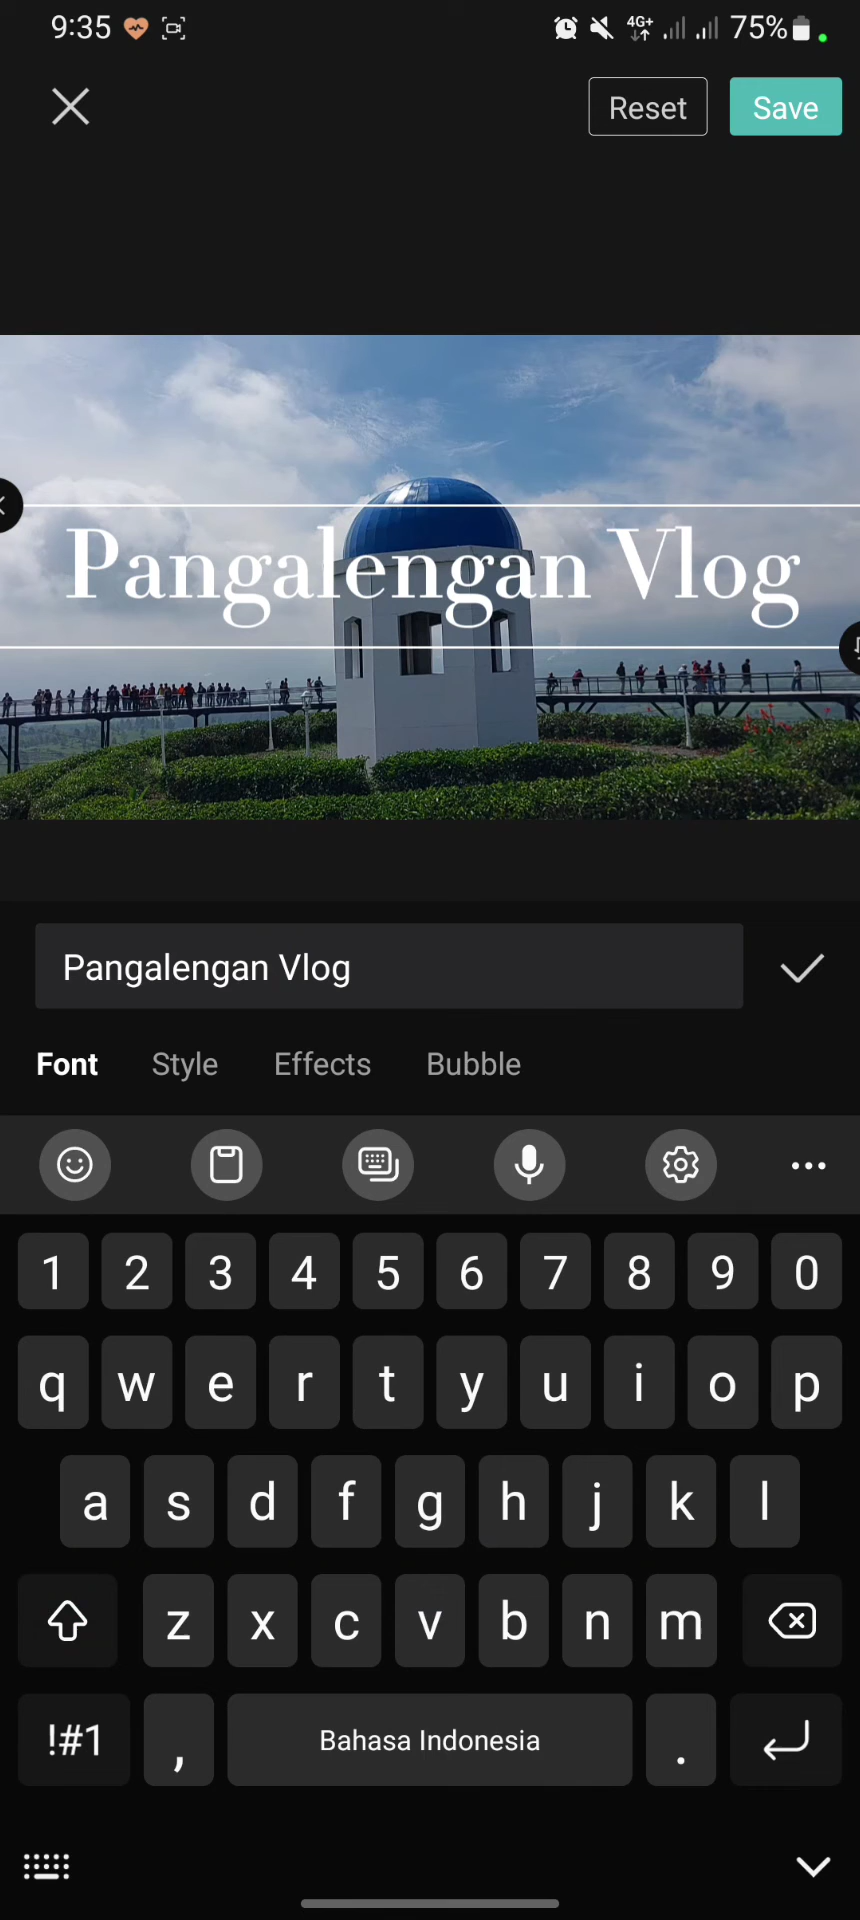 9:35 4G+ 75%
Reset Save
Pangalengan Vlog
Pangalengan Vlog
Font Style Effects Bubble
1 2 3 4 5 6 7 8 9 0
q w e r t y u i o p
a s d f g h j k l
z x c v b n m
!#1 , Bahasa Indonesia .